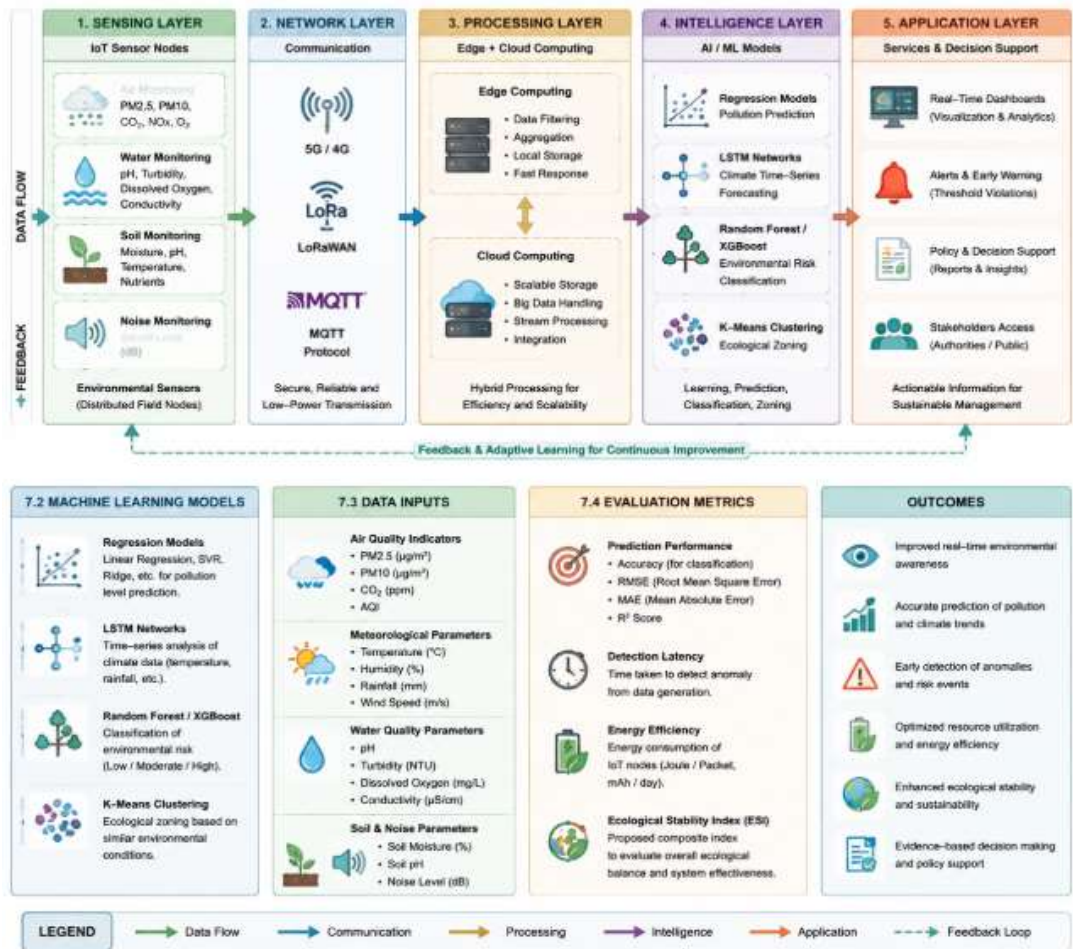 1. SENSING LAYER
IoT Sensor Nodes
PM2.5, PM10,
CO₂, NOx, O₃
Water Monitoring
pH, Turbidity,
Dissolved Oxygen,
Conductivity
Soil Monitoring
Moisture, pH,
Temperature,
Nutrients
Noise Monitoring
(dB)
Environmental Sensors
(Distributed Field Nodes)
2. NETWORK LAYER
Communication
5G / 4G
LoRa
LoRaWAN
MQTT
MQTT
Protocol
Secure, Reliable and
Low-Power Transmission
3. PROCESSING LAYER
Edge + Cloud Computing
Edge Computing
• Data Filtering
• Aggregation
• Local Storage
• Fast Response
Cloud Computing
• Scalable Storage
• Big Data Handling
• Stream Processing
• Integration
Hybrid Processing for
Efficiency and Scalability
4. INTELLIGENCE LAYER
AI / ML Models
Regression Models
Pollution Prediction
LSTM Networks
Climate Time-Series
Forecasting
Random Forest /
XGBoost
Environmental Risk
Classification
K-Means Clustering
Ecological Zoning
Learning, Prediction,
Classification, Zoning
5. APPLICATION LAYER
Services & Decision Support
Real-Time Dashboards
(Visualization & Analytics)
Alerts & Early Warning
(Threshold Violations)
Policy & Decision Support
(Reports & Insights)
Stakeholders Access
(Authorities / Public)
Actionable Information for
Sustainable Management
DATA FLOW
FEEDBACK
Feedback & Adaptive Learning for Continuous Improvement
7.2 MACHINE LEARNING MODELS
Regression Models
Linear Regression, SVR,
Ridge, etc. for pollution
level prediction.
LSTM Networks
Time-series analysis of
climate data (temperature,
rainfall, etc.).
Random Forest / XGBoost
Classification of
environmental risk
(Low / Moderate / High).
K-Means Clustering
Ecological zoning based on
similar environmental
conditions.
7.3 DATA INPUTS
Air Quality Indicators
• PM2.5 (µg/m³)
• PM10 (µg/m³)
• CO₂ (ppm)
• AQI
Meteorological Parameters
• Temperature (°C)
• Humidity (%)
• Rainfall (mm)
• Wind Speed (m/s)
Water Quality Parameters
• pH
• Turbidity (NTU)
• Dissolved Oxygen (mg/L)
• Conductivity (µS/cm)
Soil & Noise Parameters
• Soil Moisture (%)
• Soil pH
• Noise Level (dB)
7.4 EVALUATION METRICS
Prediction Performance
• Accuracy (for classification)
• RMSE (Root Mean Square Error)
• MAE (Mean Absolute Error)
• R² Score
Detection Latency
Time taken to detect anomaly
from data generation.
Energy Efficiency
Energy consumption of
IoT nodes (Joule / Packet,
mAh / day).
Ecological Stability Index (ESI)
Proposed composite index
to evaluate overall ecological
balance and system effectiveness.
OUTCOMES
Improved real-time environmental
awareness
Accurate prediction of pollution
and climate trends
Early detection of anomalies
and risk events
Optimized resource utilization
and energy efficiency
Enhanced ecological stability
and sustainability
Evidence-based decision making
and policy support
LEGEND
Data Flow
Communication
Processing
Intelligence
Application
Feedback Loop